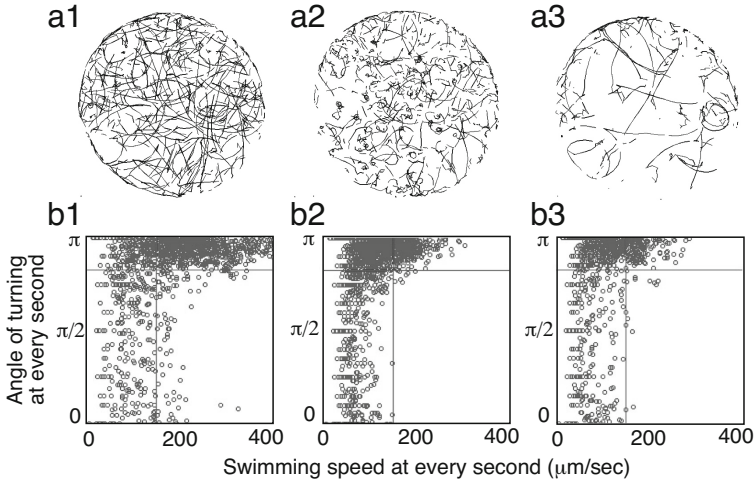 a1 a2 a3
b1 b2 b3
π π π
π/2 π/2 π/2
0 0 0
Angle of turning
at every second
0 200 400 0 200 400 0 200 400
Swimming speed at every second (μm/sec)